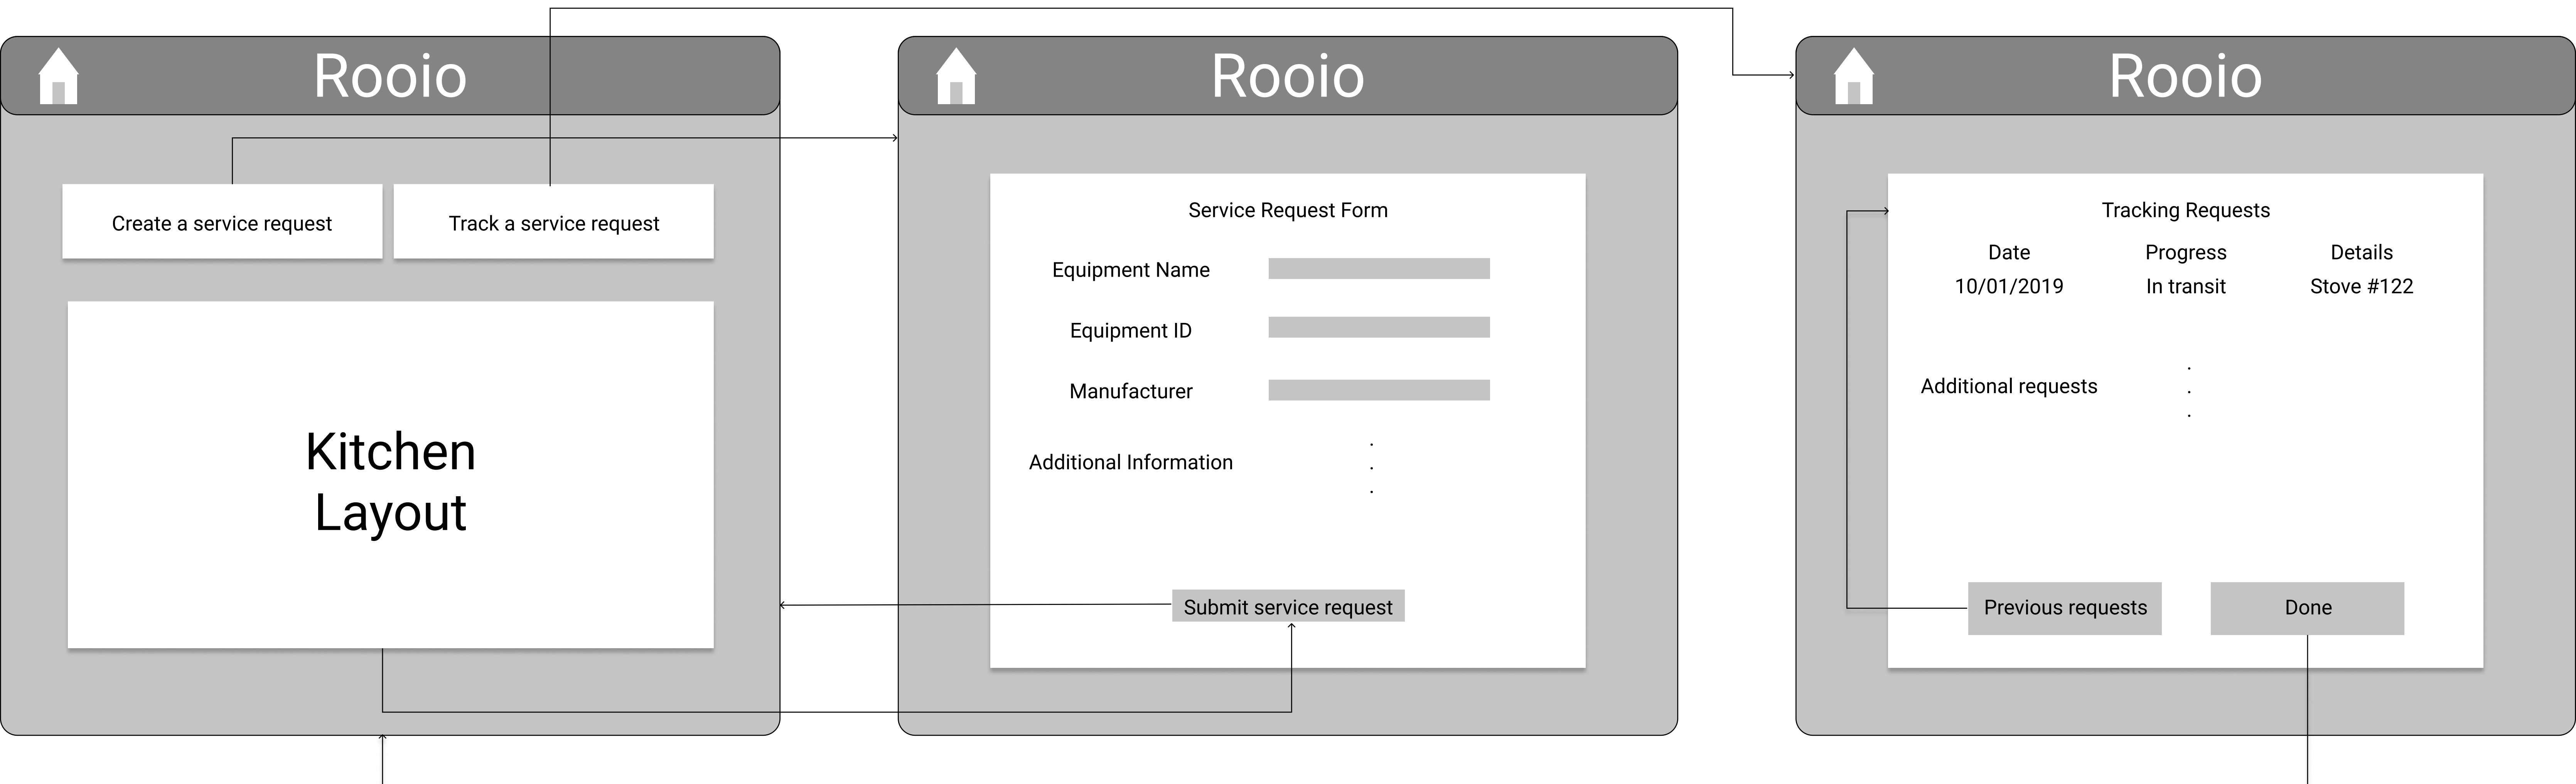 Rooio
Create a service request
Track a service request
Kitchen
Layout
Rooio
Service Request Form
Equipment Name
Equipment ID
Manufacturer
Additional Information
.
.
.
Submit service request
Rooio
Tracking Requests
Date Progress Details
10/01/2019 In transit Stove #122
Additional requests
.
.
.
Previous requests
Done